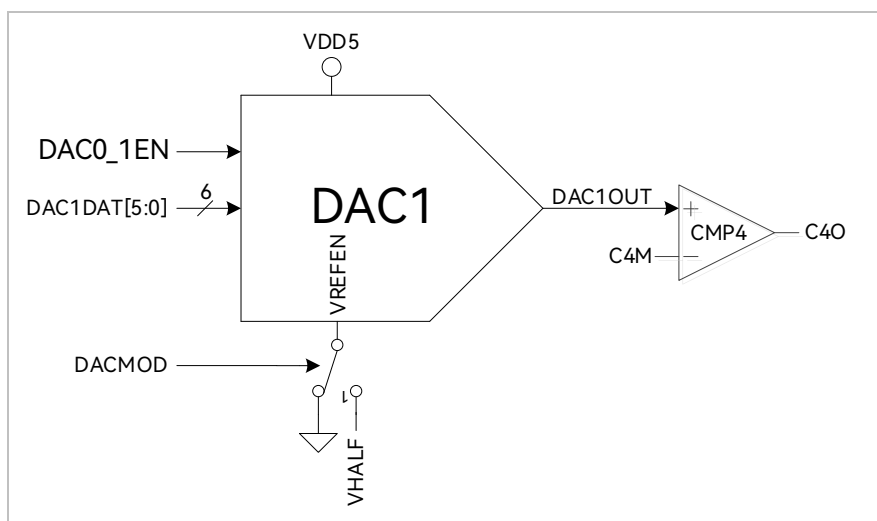 VDD5
DAC0_1EN
6
DAC1DAT[5:0]
DAC1
DAC1OUT
+
CMP4
C4O
C4M
−
VREFEN
DACMOD
1
VHALF